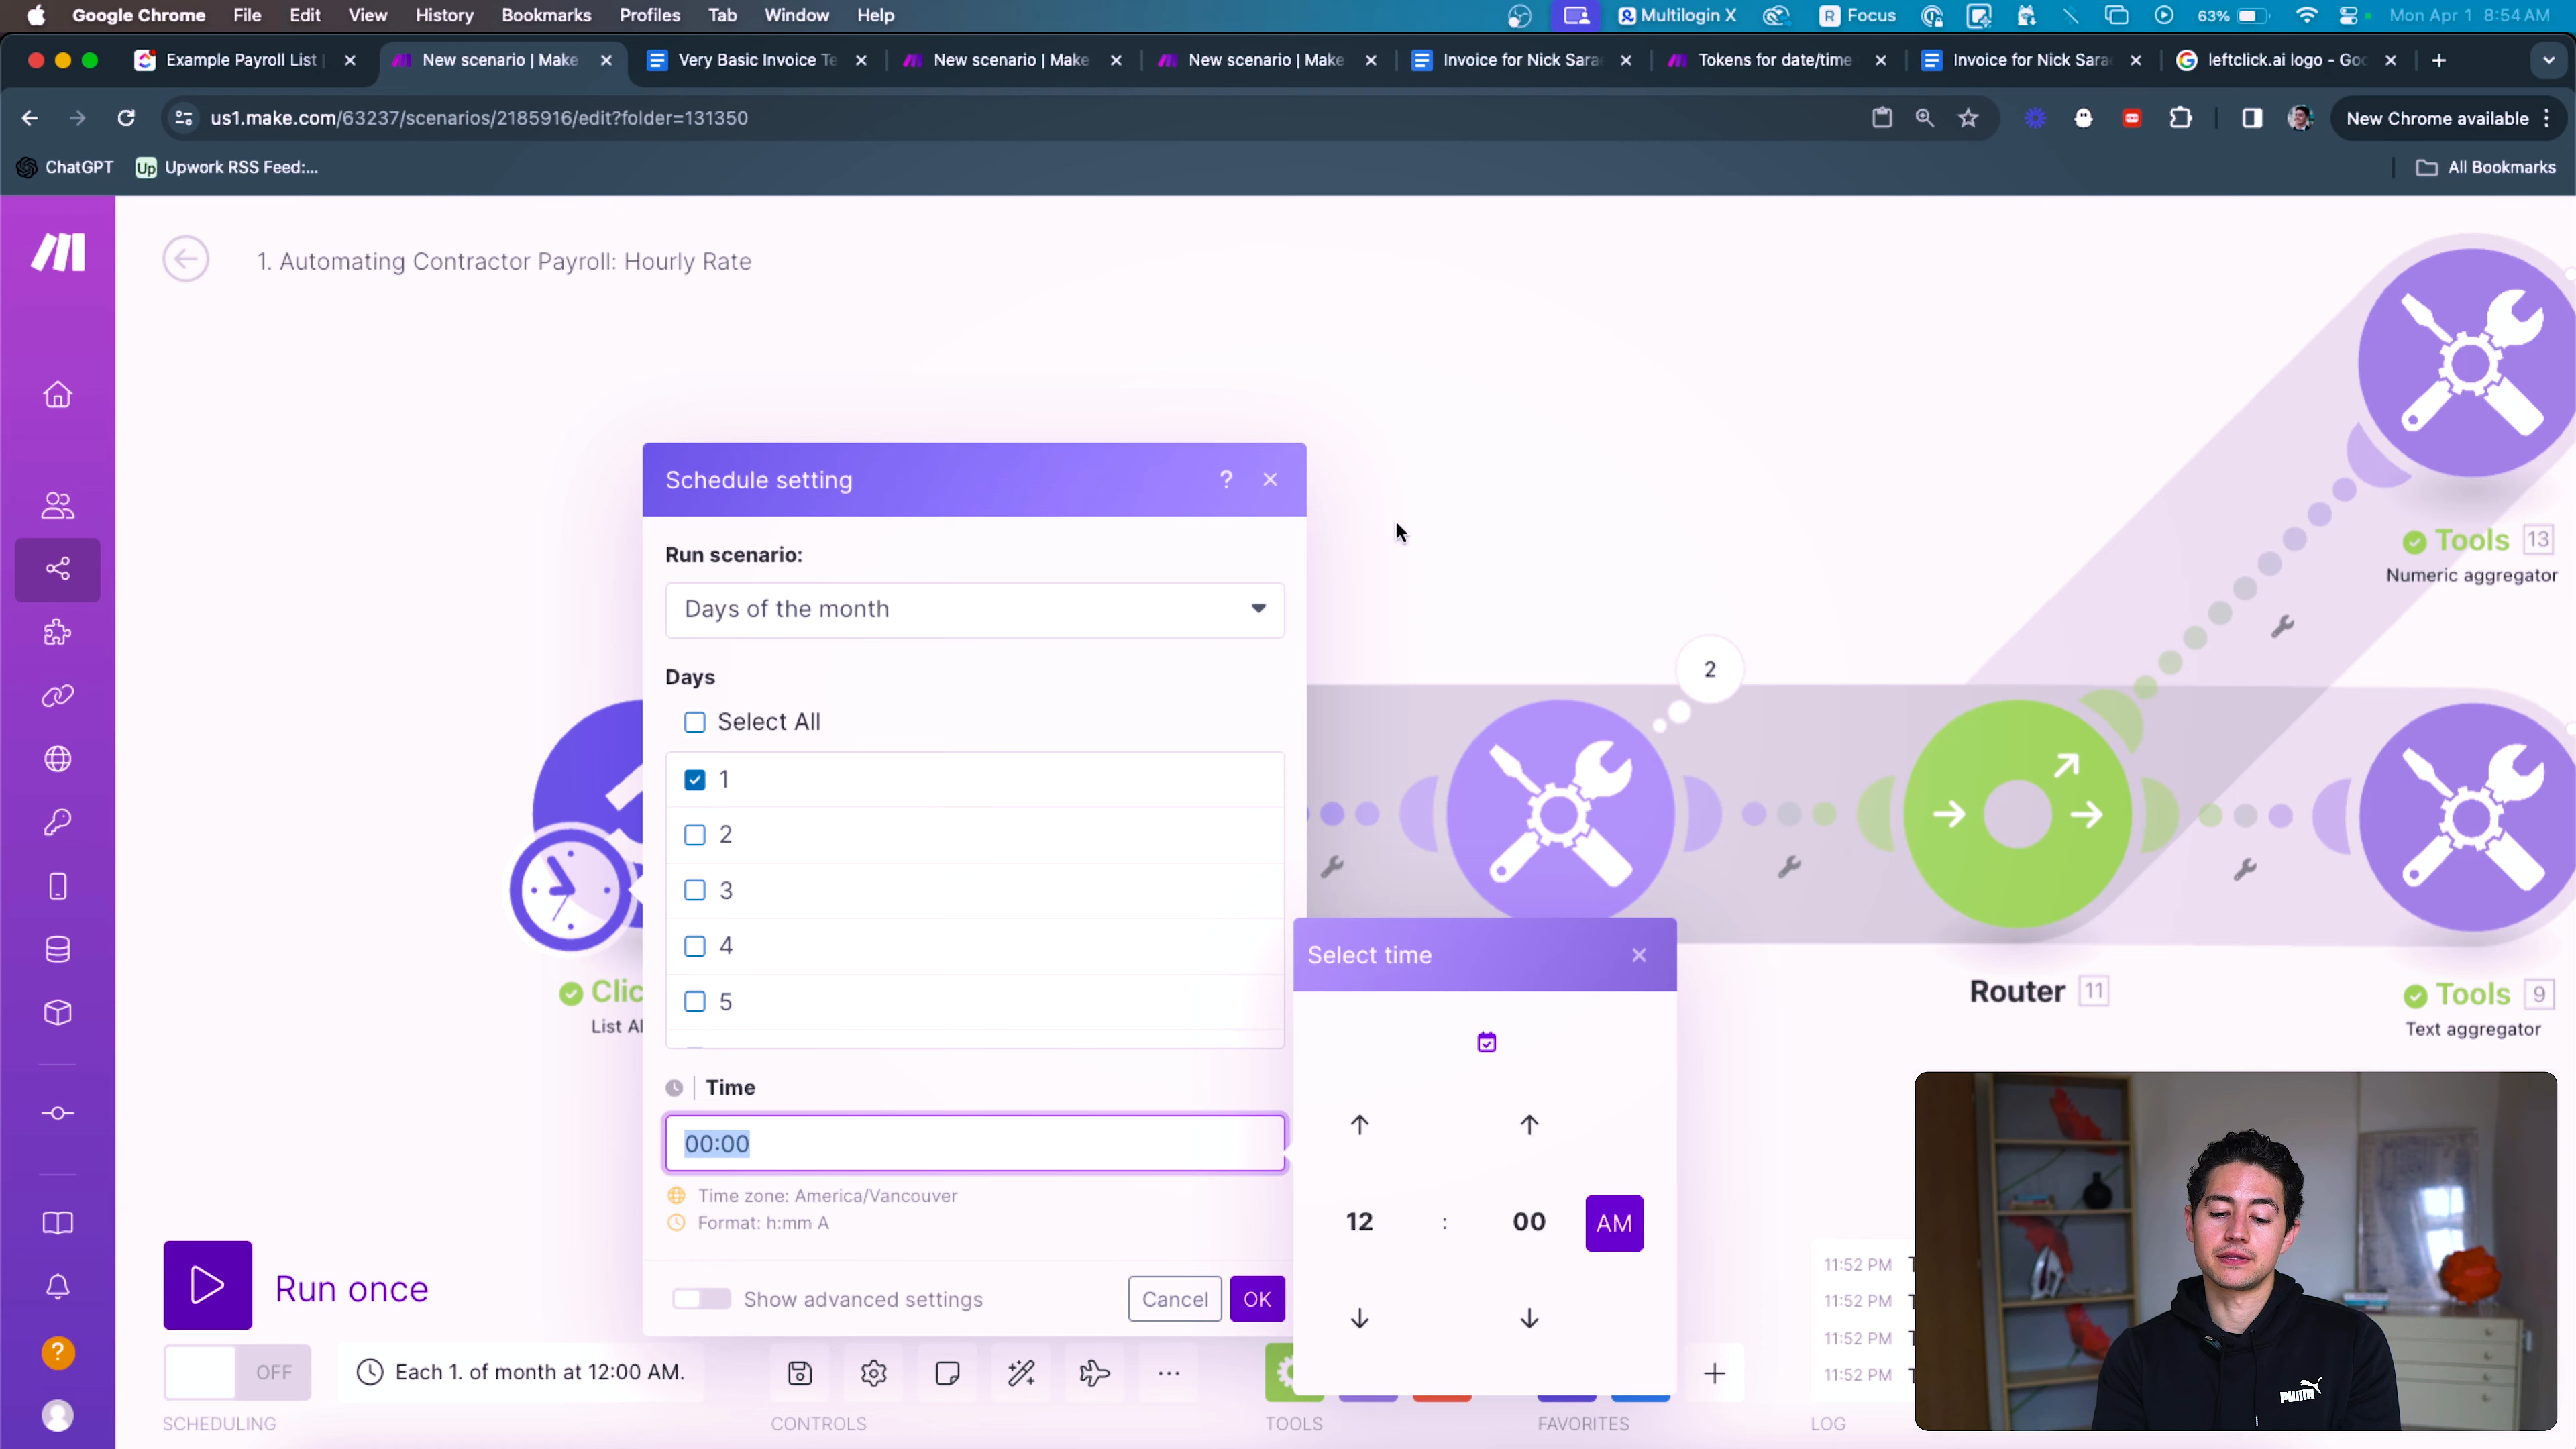 Google Chrome File Edit View History Bookmarks Profiles Tab Window Help Multilogin X Focus 63% Mon Apr 1 8:54 AM
Example Payroll List New scenario | Make Very Basic Invoice Te New scenario | Make New scenario | Make Invoice for Nick Sara Tokens for date/time Invoice for Nick Sara leftclick.ai logo - Goo
us1.make.com/63237/scenarios/2185916/edit?folder=131350 New Chrome available
ChatGPT Up Upwork RSS Feed:... All Bookmarks
1. Automating Contractor Payroll: Hourly Rate
Schedule setting ?
Run scenario:
Days of the month
Days
Select All
1
2
3
4
5
Time
00:00
Time zone: America/Vancouver
Format: h:mm A
Show advanced settings Cancel OK
Select time
12 : 00 AM
2
Tools 13
Numeric aggregator
Router 11
Tools 9
Text aggregator
Clic
List Al
Run once
OFF Each 1. of month at 12:00 AM.
SCHEDULING CONTROLS TOOLS FAVORITES LOG
11:52 PM
11:52 PM
11:52 PM
11:52 PM
?
PUMA